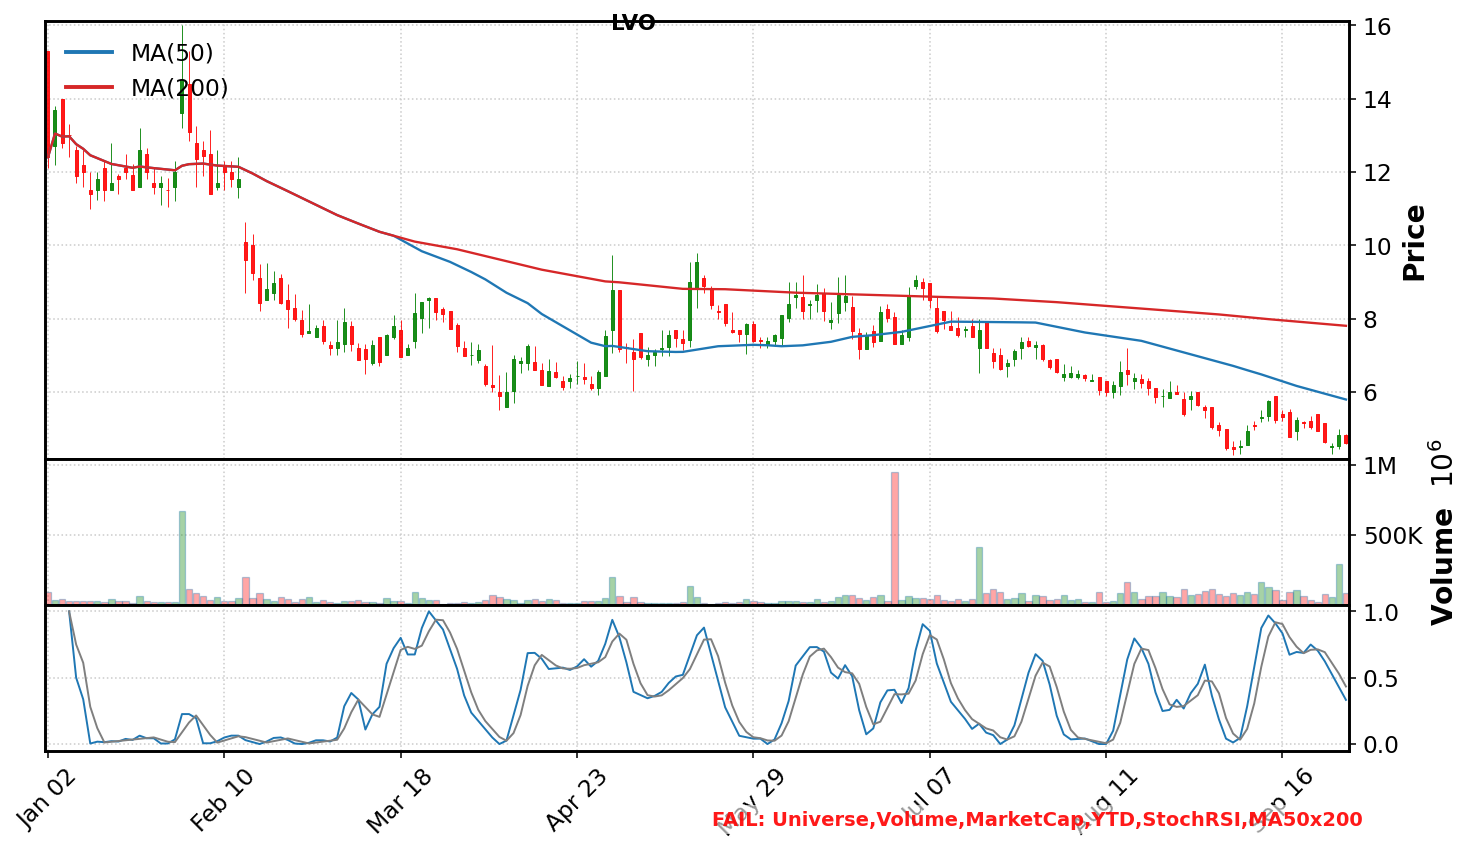 LVO
MA(50)
MA(200)
16
14
12
10
8
6
Price
1M
500K
Volume 10⁶
1.0
0.5
0.0
Jan 02
Feb 10
Mar 18
Apr 23
May 29
Jul 07
Aug 11
Sep 16
FAIL: Universe,Volume,MarketCap,YTD,StochRSI,MA50x200